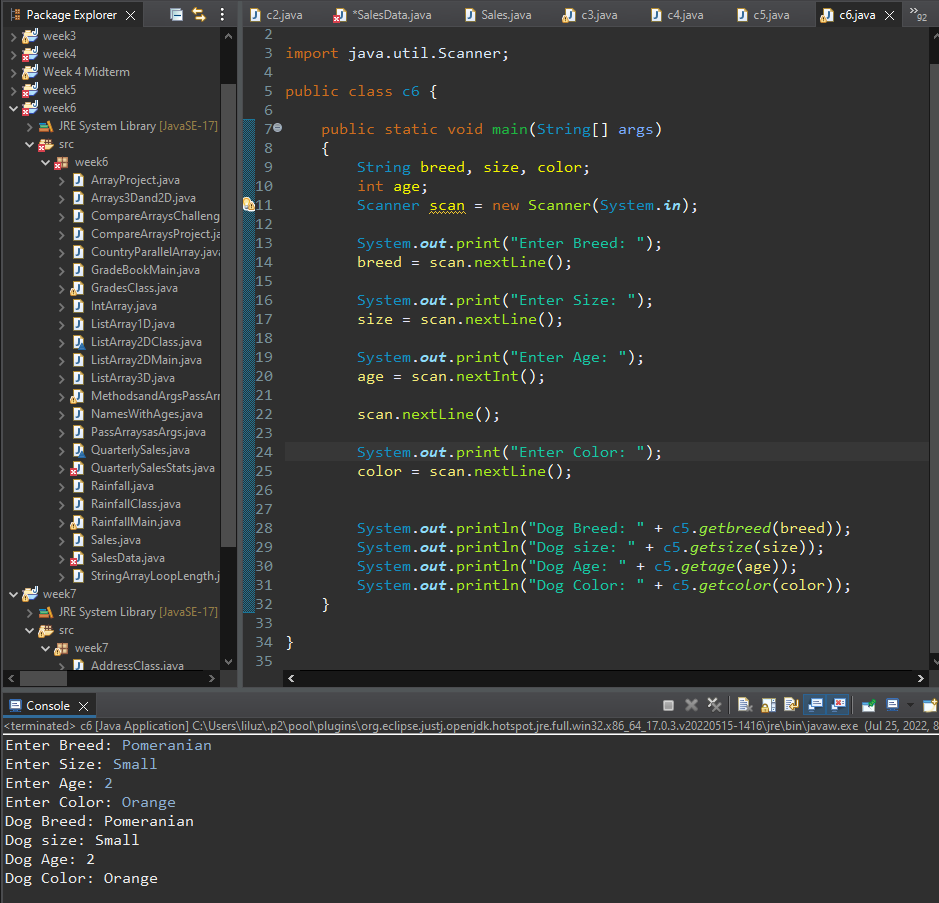 Package Explorer
week3
week4
Week 4 Midterm
week5
week6
JRE System Library [JavaSE-17]
src
week6
ArrayProject.java
Arrays3Dand2D.java
CompareArraysChalleng
CompareArraysProject.ja
CountryParallelArray.java
GradeBookMain.java
GradesClass.java
IntArray.java
ListArray1D.java
ListArray2DClass.java
ListArray2DMain.java
ListArray3D.java
MethodsandArgsPassArr
NamesWithAges.java
PassArraysasArgs.java
QuarterlySales.java
QuarterlySalesStats.java
Rainfall.java
RainfallClass.java
RainfallMain.java
Sales.java
SalesData.java
StringArrayLoopLength.j
week7
JRE System Library [JavaSE-17]
src
week7
AddressClass.java
c2.java *SalesData.java Sales.java c3.java c4.java c5.java c6.java »92
2
3 import java.util.Scanner;
4
5 public class c6 {
6
7 public static void main(String[] args)
8 {
9 String breed, size, color;
10 int age;
11 Scanner scan = new Scanner(System.in);
12
13 System.out.print("Enter Breed: ");
14 breed = scan.nextLine();
15
16 System.out.print("Enter Size: ");
17 size = scan.nextLine();
18
19 System.out.print("Enter Age: ");
20 age = scan.nextInt();
21
22 scan.nextLine();
23
24 System.out.print("Enter Color: ");
25 color = scan.nextLine();
26
27
28 System.out.println("Dog Breed: " + c5.getbreed(breed));
29 System.out.println("Dog size: " + c5.getsize(size));
30 System.out.println("Dog Age: " + c5.getage(age));
31 System.out.println("Dog Color: " + c5.getcolor(color));
32 }
33
34 }
35
Console
<terminated> c6 [Java Application] C:\Users\liluz\.p2\pool\plugins\org.eclipse.justj.openjdk.hotspot.jre.full.win32.x86_64_17.0.3.v20220515-1416\jre\bin\javaw.exe (Jul 25, 2022, 8
Enter Breed: Pomeranian
Enter Size: Small
Enter Age: 2
Enter Color: Orange
Dog Breed: Pomeranian
Dog size: Small
Dog Age: 2
Dog Color: Orange